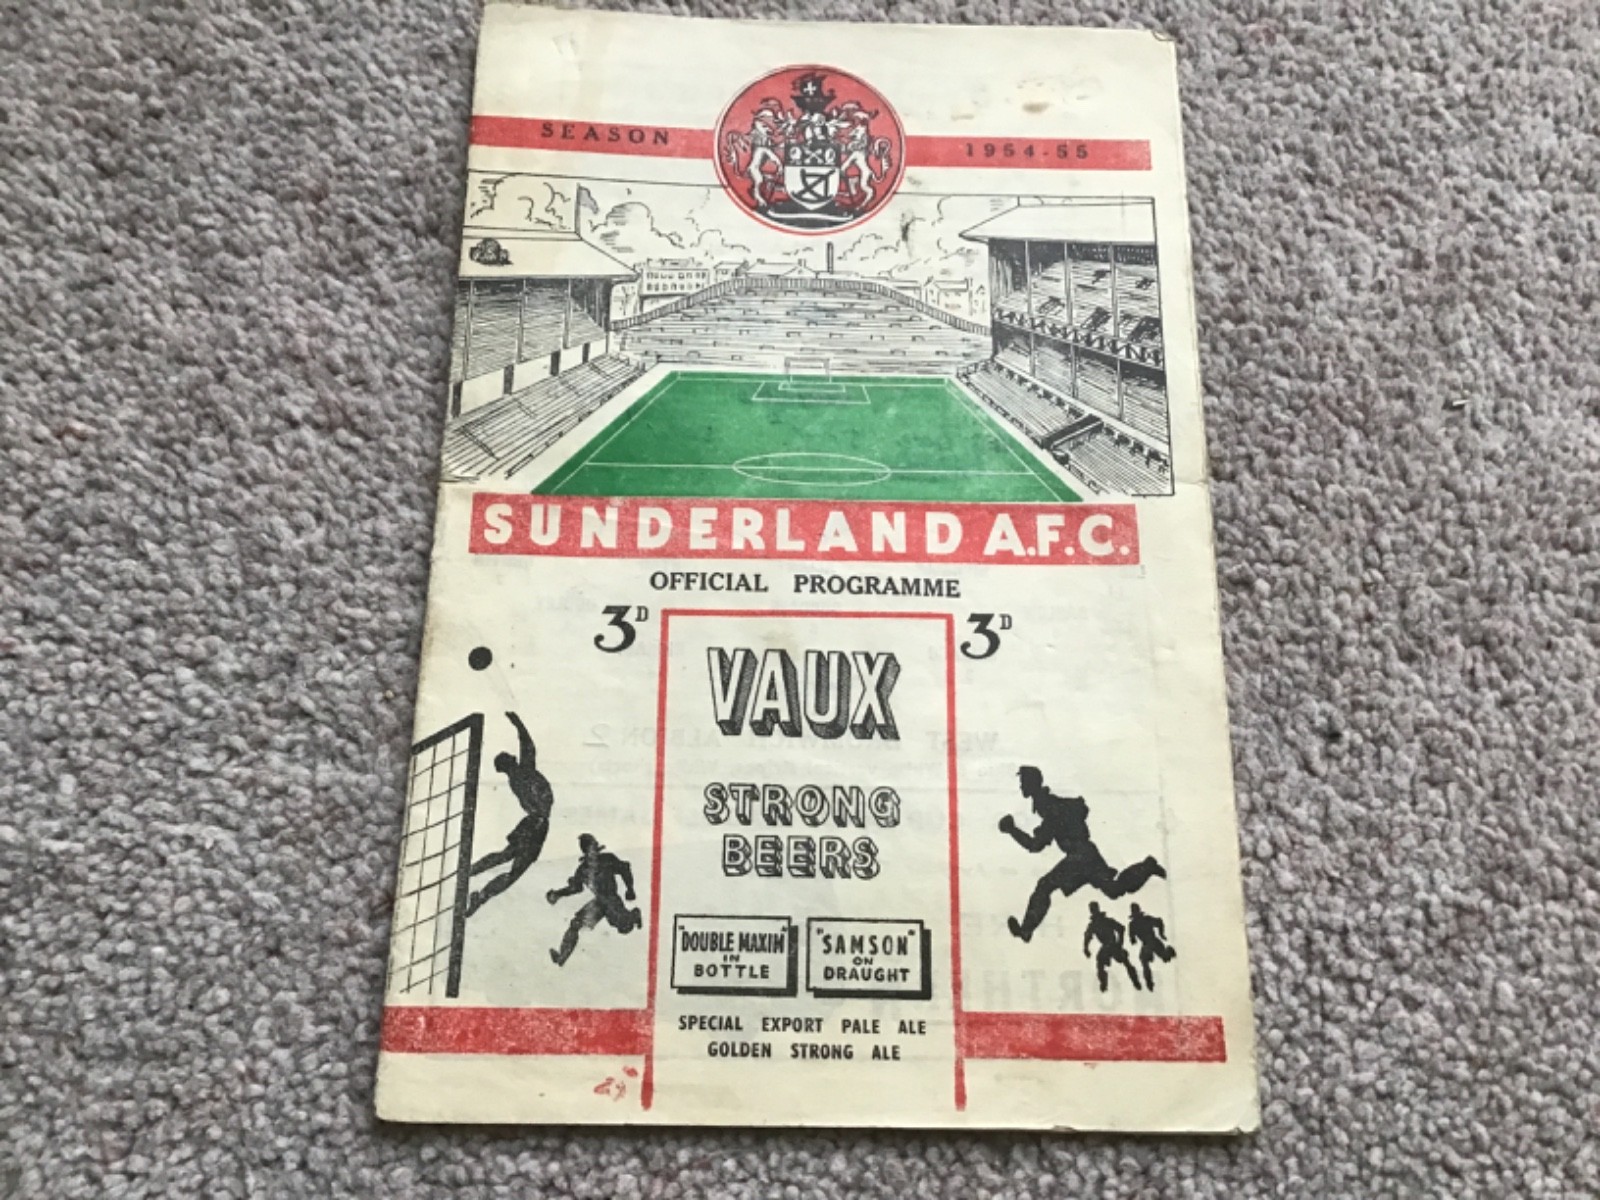 SEASON 1954-55
SUNDERLAND A.F.C.
OFFICIAL PROGRAMME
3D 3D
VAUX
STRONG
BEERS
"DOUBLE MAXIM"
IN
BOTTLE
"SAMSON"
ON
DRAUGHT
SPECIAL EXPORT PALE ALE
GOLDEN STRONG ALE